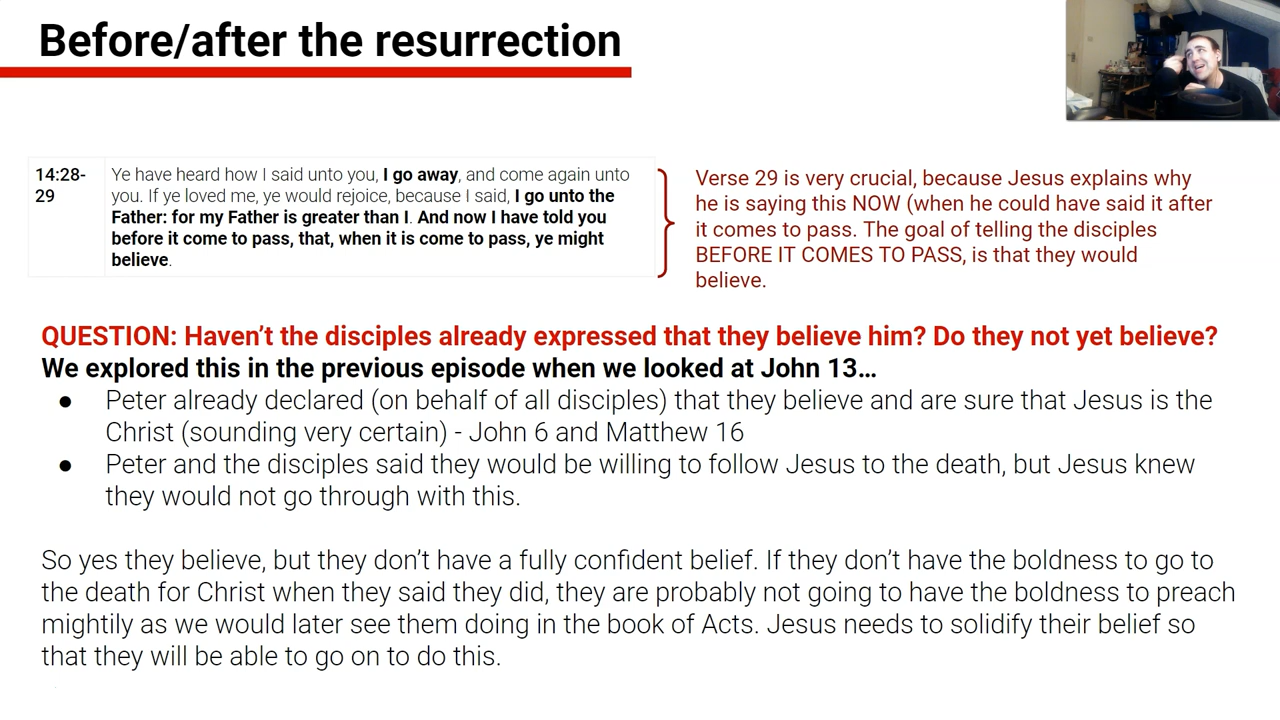 Before/after the resurrection
14:28-
29
Ye have heard how I said unto you, I go away, and come again unto
you. If ye loved me, ye would rejoice, because I said, I go unto the
Father: for my Father is greater than I. And now I have told you
before it come to pass, that, when it is come to pass, ye might
believe.
Verse 29 is very crucial, because Jesus explains why
he is saying this NOW (when he could have said it after
it comes to pass. The goal of telling the disciples
BEFORE IT COMES TO PASS, is that they would
believe.
QUESTION: Haven't the disciples already expressed that they believe him? Do they not yet believe?
We explored this in the previous episode when we looked at John 13…
● Peter already declared (on behalf of all disciples) that they believe and are sure that Jesus is the
Christ (sounding very certain) - John 6 and Matthew 16
● Peter and the disciples said they would be willing to follow Jesus to the death, but Jesus knew
they would not go through with this.
So yes they believe, but they don't have a fully confident belief. If they don't have the boldness to go to
the death for Christ when they said they did, they are probably not going to have the boldness to preach
mightily as we would later see them doing in the book of Acts. Jesus needs to solidify their belief so
that they will be able to go on to do this.